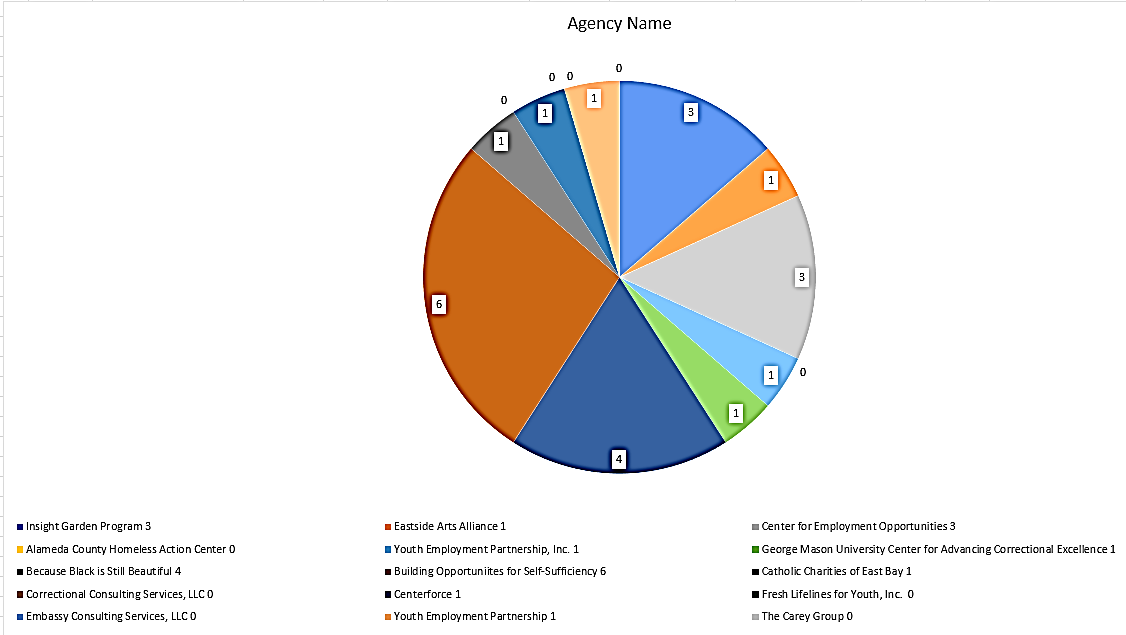 Agency Name
0 0 0
0 1 1 1 3
1
3
6
1 0
1
4
Insight Garden Program 3 Eastside Arts Alliance 1 Center for Employment Opportunities 3
Alameda County Homeless Action Center 0 Youth Employment Partnership, Inc. 1 George Mason University Center for Advancing Correctional Excellence 1
Because Black is Still Beautiful 4 Building Opportuniites for Self-Sufficiency 6 Catholic Charities of East Bay 1
Correctional Consulting Services, LLC 0 Centerforce 1 Fresh Lifelines for Youth, Inc. 0
Embassy Consulting Services, LLC 0 Youth Employment Partnership 1 The Carey Group 0